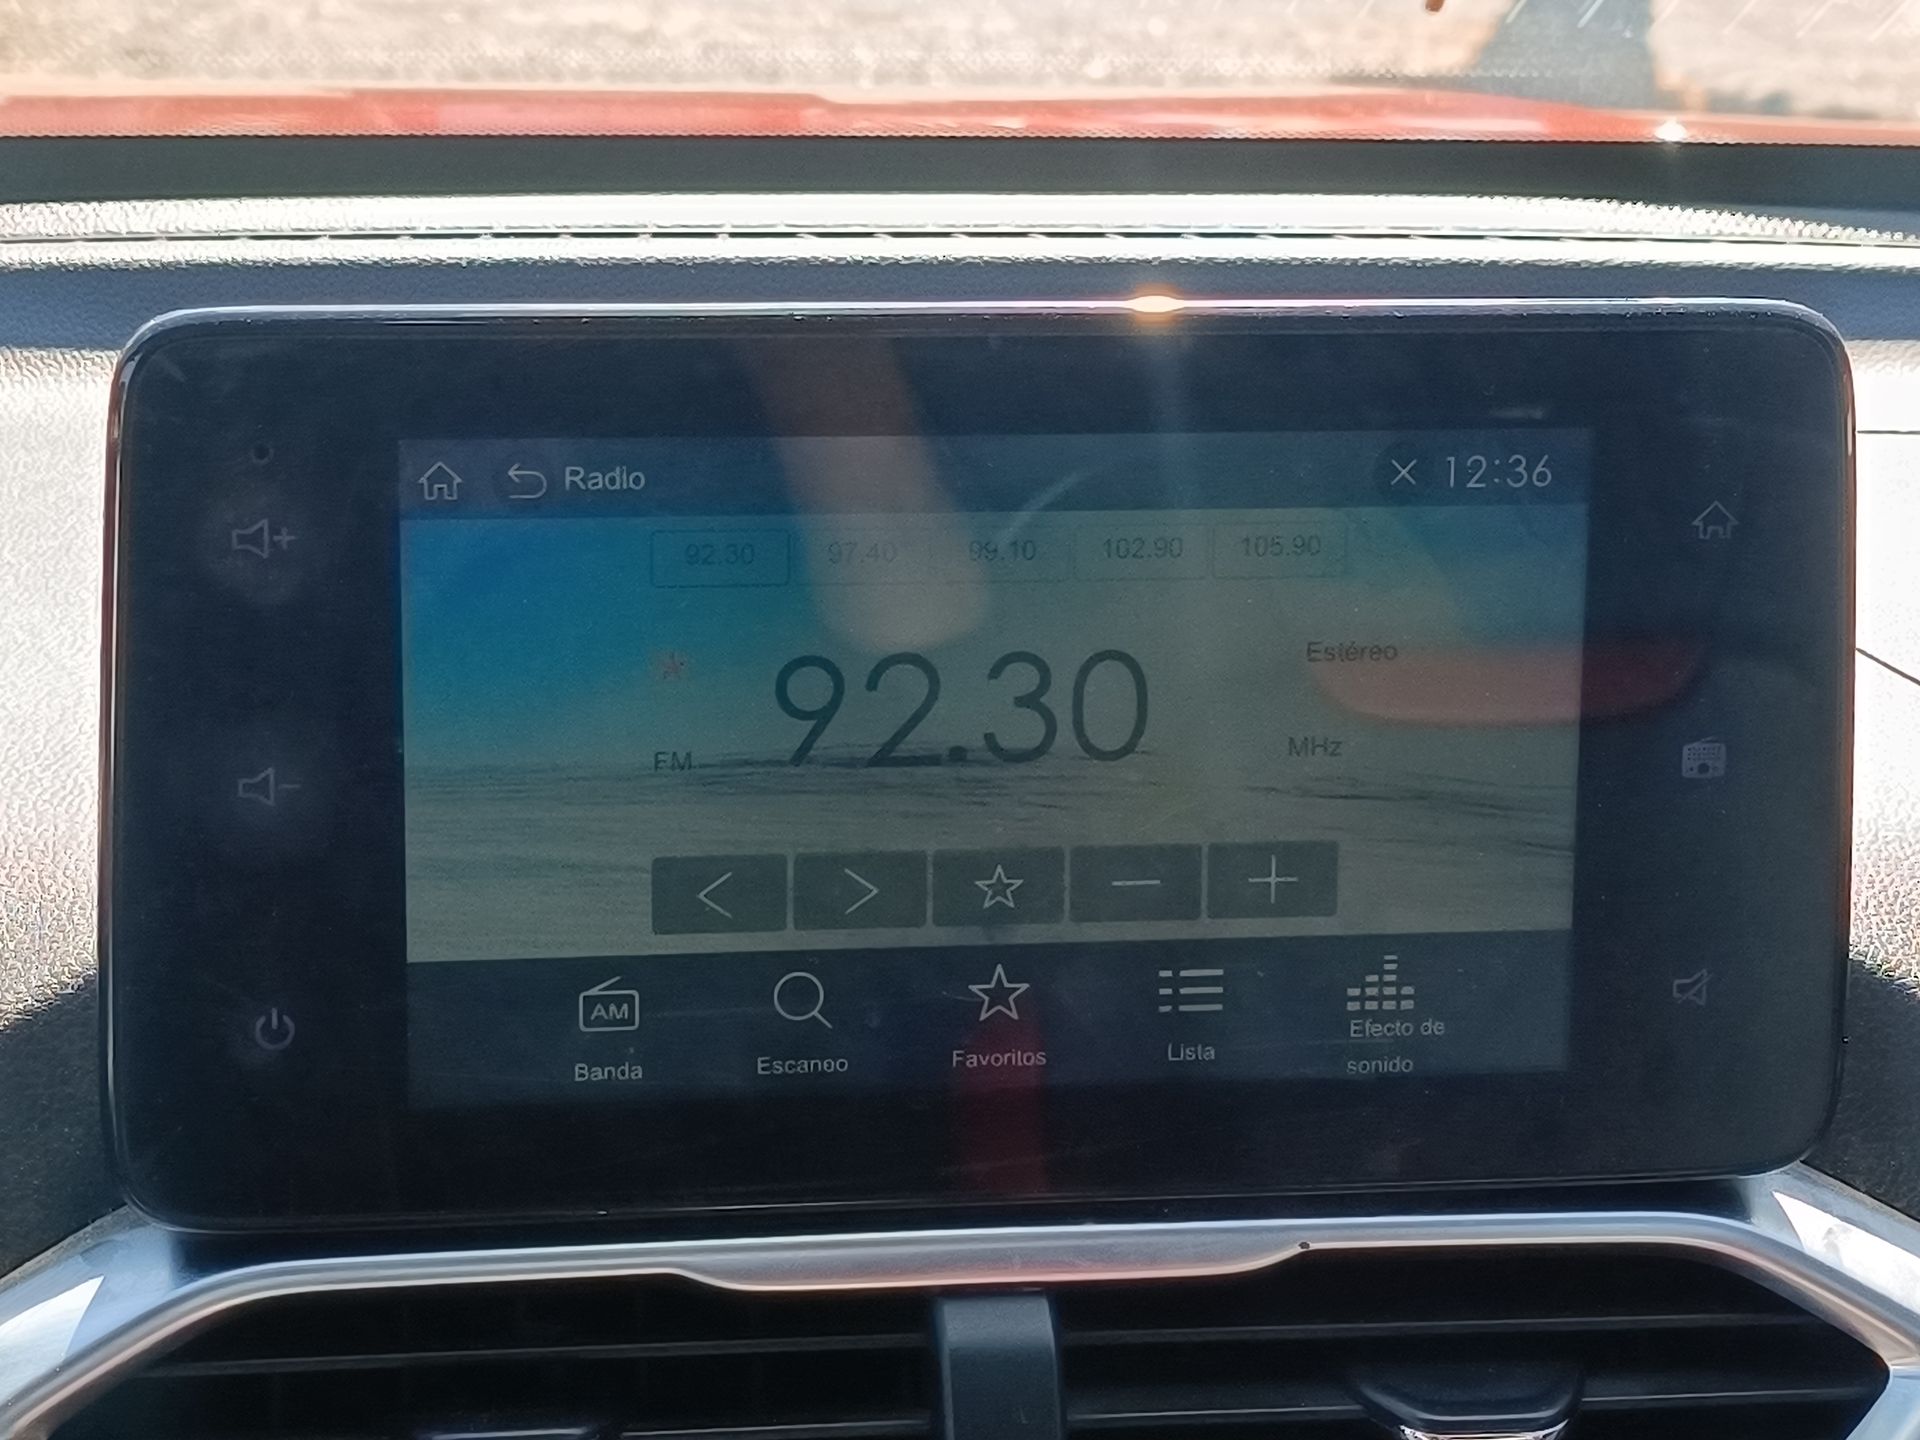 Radio
12:36
92.30 97.40 99.10 102.90 105.90
Estéreo
92.30
FM
MHz
AM
Banda
Escaneo
Favoritos
Lista
Efecto de
sonido